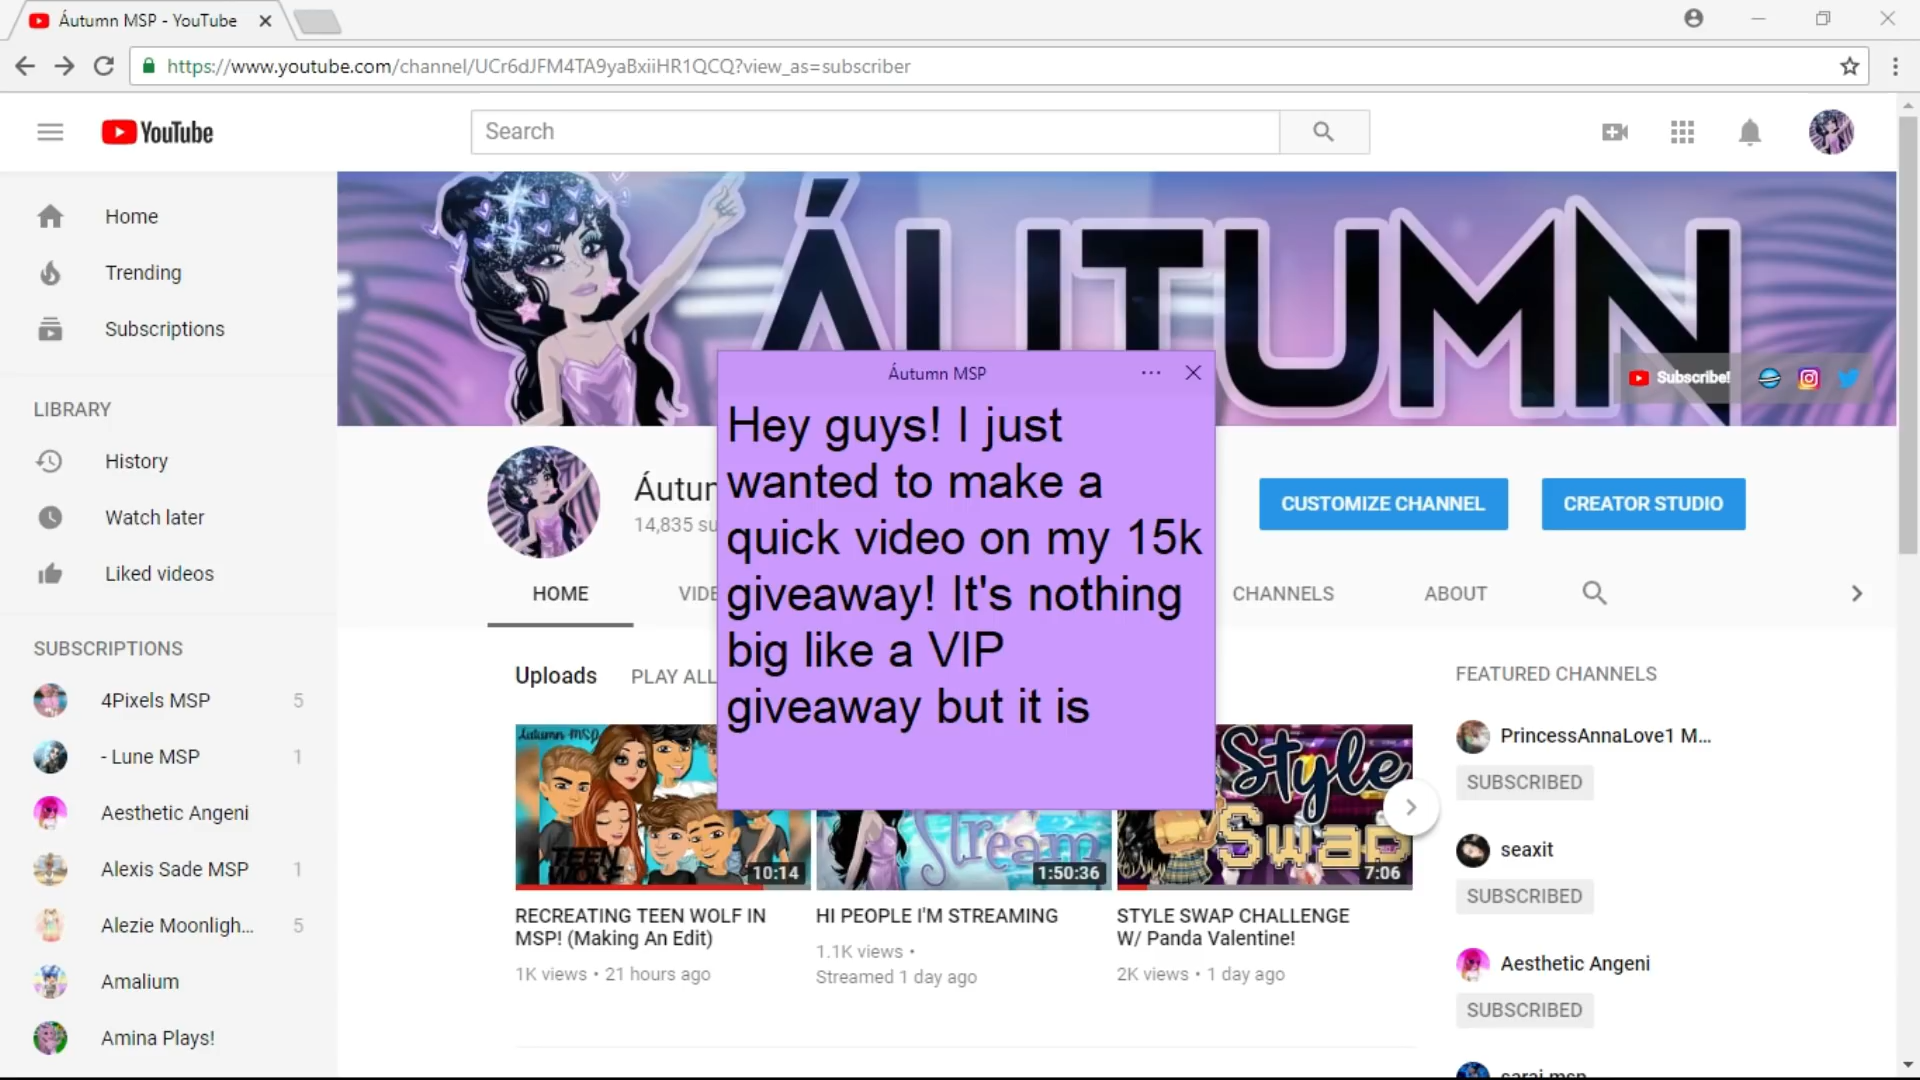 Áutumn MSP - YouTube
https://www.youtube.com/channel/UCr6dJFM4TA9yaBxiiHR1QCQ?view_as=subscriber
YouTube
Search
Home
Trending
Subscriptions
LIBRARY
History
Watch later
Liked videos
SUBSCRIPTIONS
4Pixels MSP 5
- Lune MSP 1
Aesthetic Angeni
Alexis Sade MSP 1
Alezie Moonligh... 5
Amalium
Amina Plays!
ÁUTUMN
Subscribe!
14,835
CUSTOMIZE CHANNEL
CREATOR STUDIO
HOME
CHANNELS
ABOUT
Áutumn MSP
Hey guys! I just
wanted to make a
quick video on my 15k
giveaway! It's nothing
big like a VIP
giveaway but it is
Uploads
PLAY ALL
Autumn MSP
TEEN WOLF
10:14
RECREATING TEEN WOLF IN
MSP! (Making An Edit)
1K views • 21 hours ago
Stream
1:50:36
HI PEOPLE I'M STREAMING
1.1K views •
Streamed 1 day ago
Style
Swap
7:06
STYLE SWAP CHALLENGE
W/ Panda Valentine!
2K views • 1 day ago
FEATURED CHANNELS
PrincessAnnaLove1 M...
SUBSCRIBED
seaxit
SUBSCRIBED
Aesthetic Angeni
SUBSCRIBED